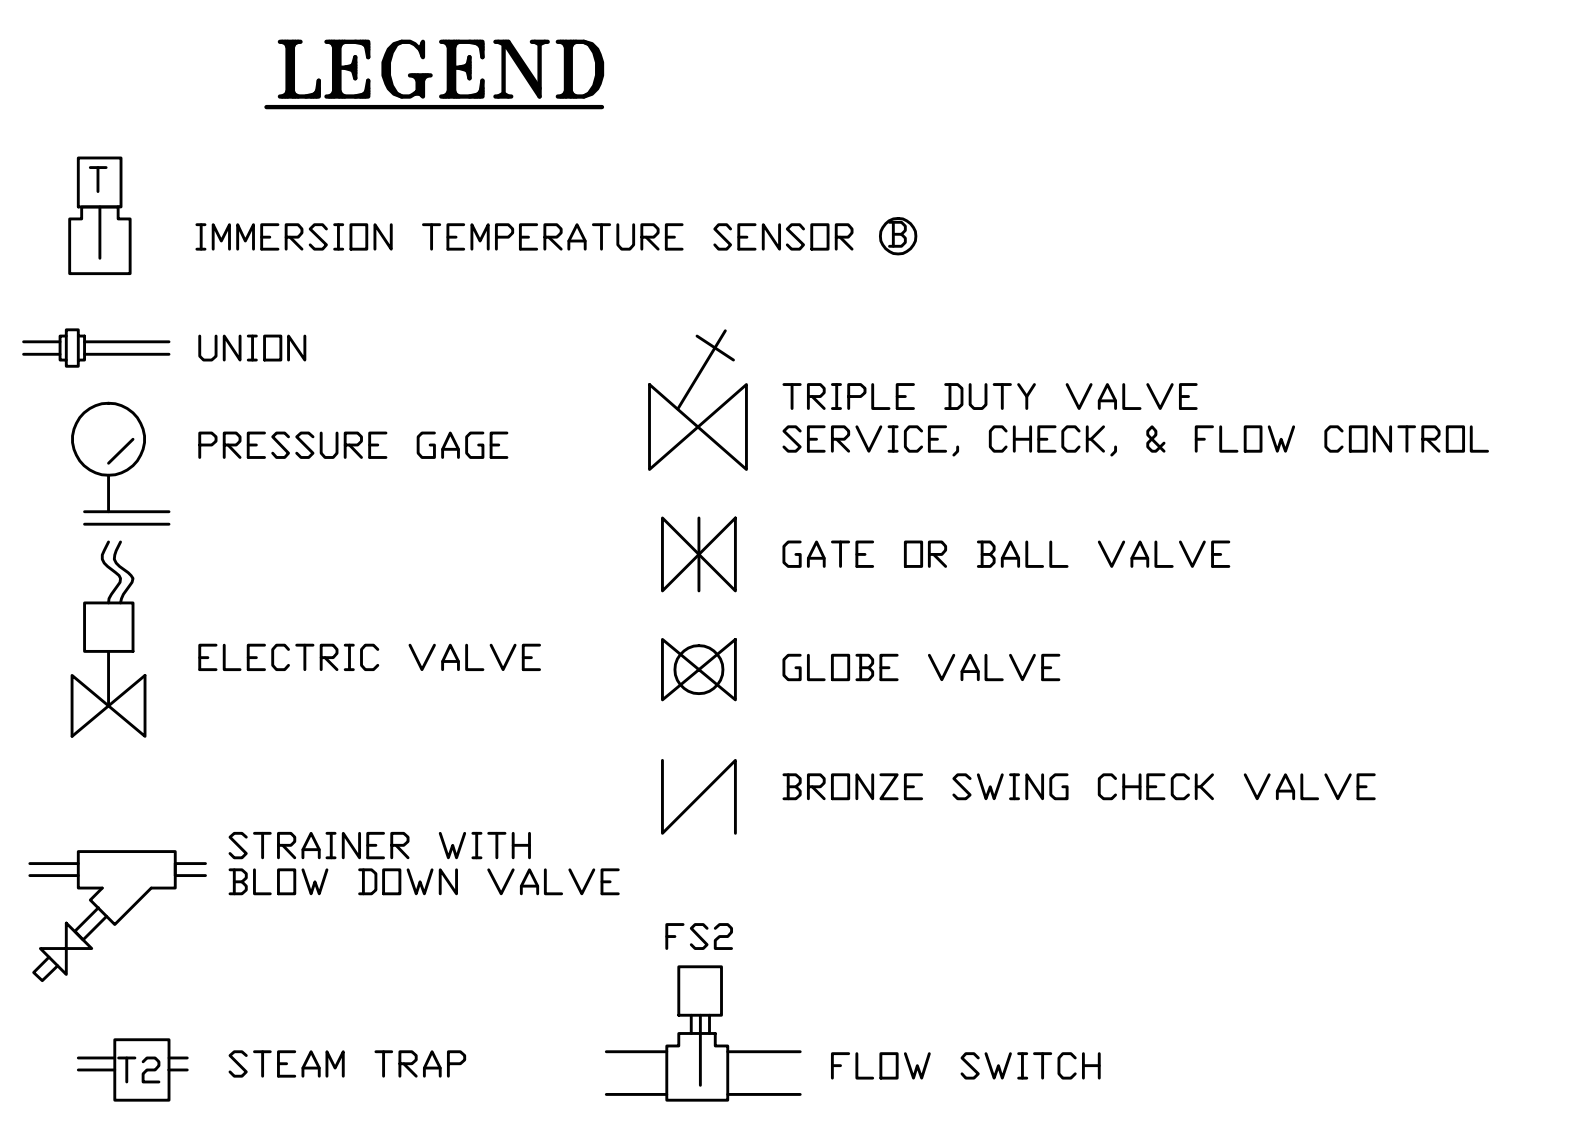 LEGEND
T
IMMERSION TEMPERATURE SENSOR B
UNION
PRESSURE GAGE
ELECTRIC VALVE
STRAINER WITH
BLOW DOWN VALVE
T2
STEAM TRAP
TRIPLE DUTY VALVE
SERVICE, CHECK, & FLOW CONTROL
GATE OR BALL VALVE
GLOBE VALVE
BRONZE SWING CHECK VALVE
FS2
FLOW SWITCH